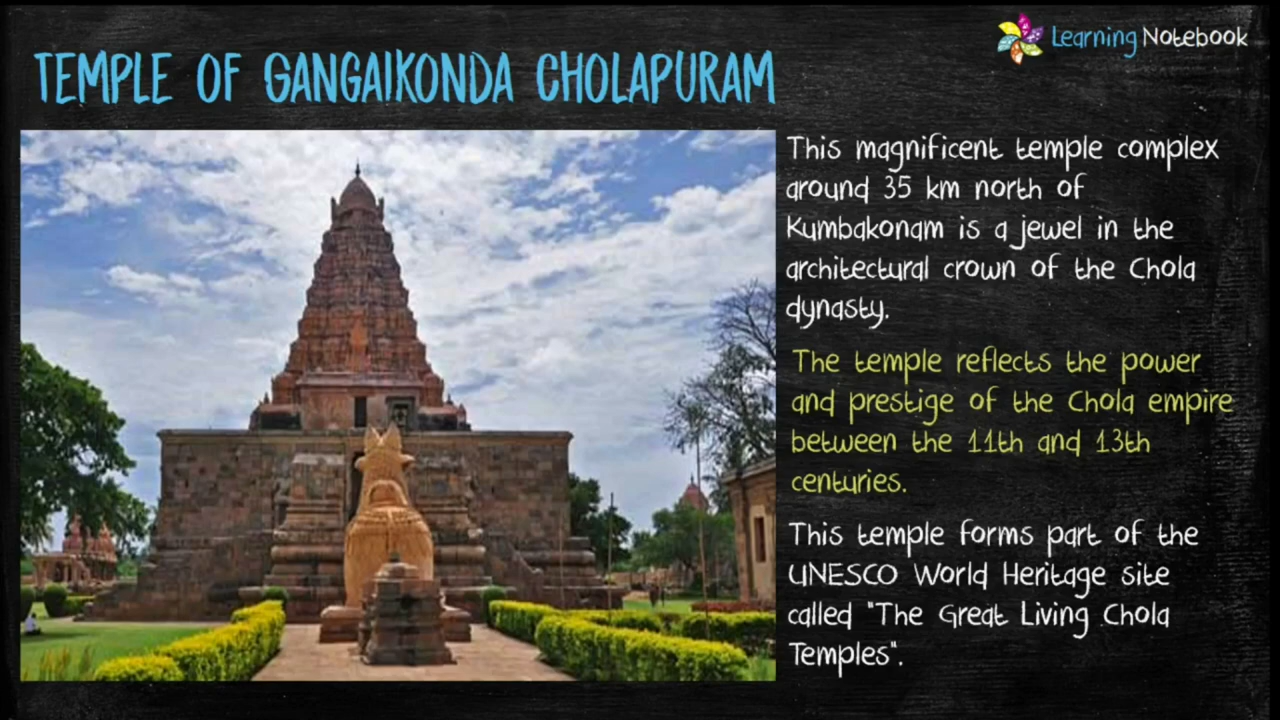 Learning Notebook
TEMPLE OF GANGAIKONDA CHOLAPURAM
This magnificent temple complex
around 35 km north of
Kumbakonam is a jewel in the
architectural crown of the Chola
dynasty.
The temple reflects the power
and prestige of the Chola empire
between the 11th and 13th
centuries.
This temple forms part of the
UNESCO World Heritage site
called "The Great Living Chola
Temples".